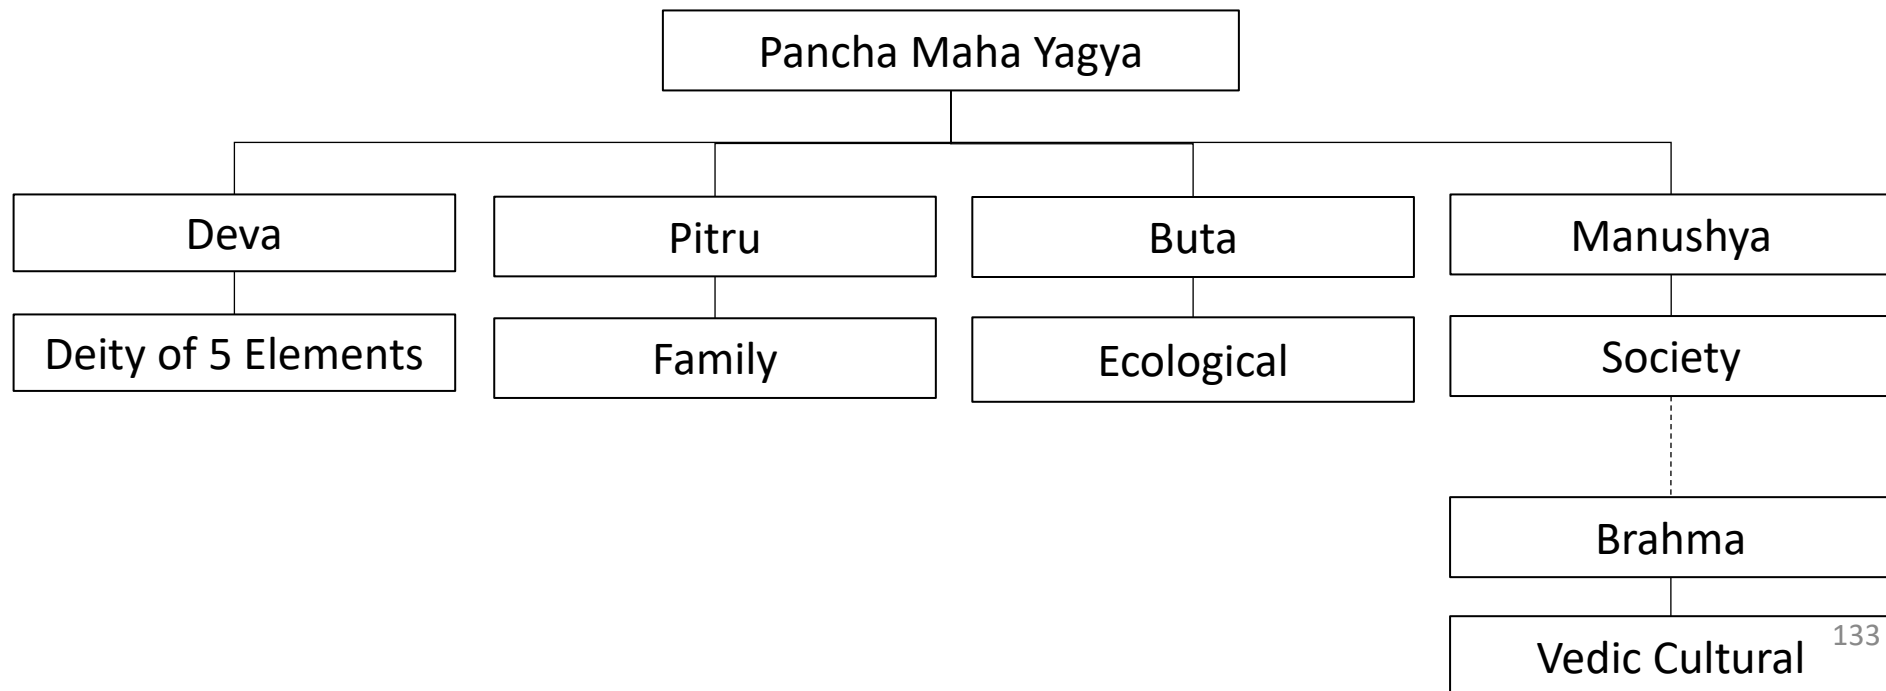 Pancha Maha Yagya
Deva
Pitru
Buta
Manushya
Deity of 5 Elements
Family
Ecological
Society
Brahma
Vedic Cultural
133